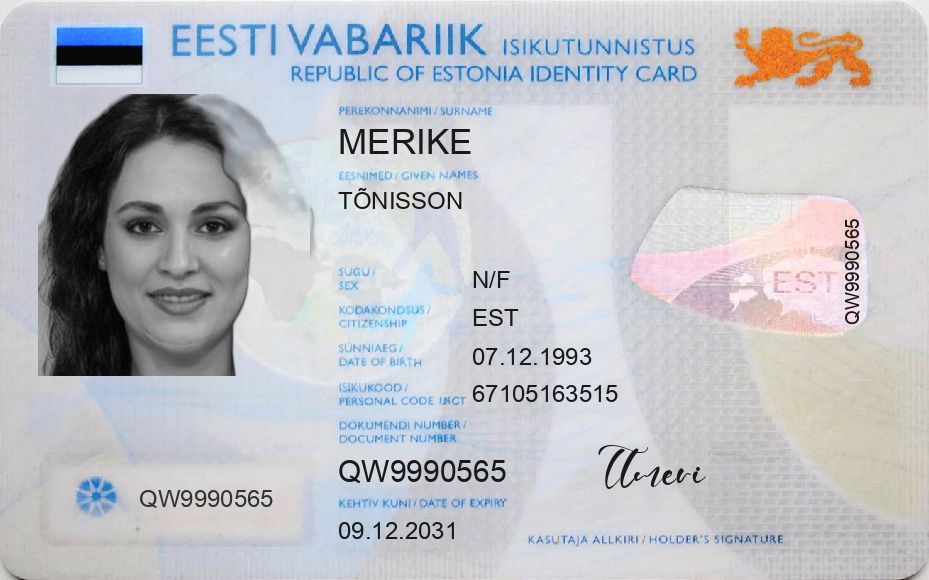 EESTI VABARIIK ISIKUTUNNISTUS
REPUBLIC OF ESTONIA IDENTITY CARD
PEREKONNANIMI / SURNAME
MERIKE
EESNIMED / GIVEN NAMES
TÕNISSON
SUGU /
SEX
N/F
KODAKONDSUS /
CITIZENSHIP
EST
SÜNNIAEG /
DATE OF BIRTH
07.12.1993
ISIKUKOOD /
PERSONAL CODE
67105163515
DOKUMENDI NUMBER /
DOCUMENT NUMBER
QW9990565
KEHTIV KUNI / DATE OF EXPIRY
09.12.2031
QW9990565
EST
QW9990565
KASUTAJA ALLKIRI / HOLDER'S SIGNATURE